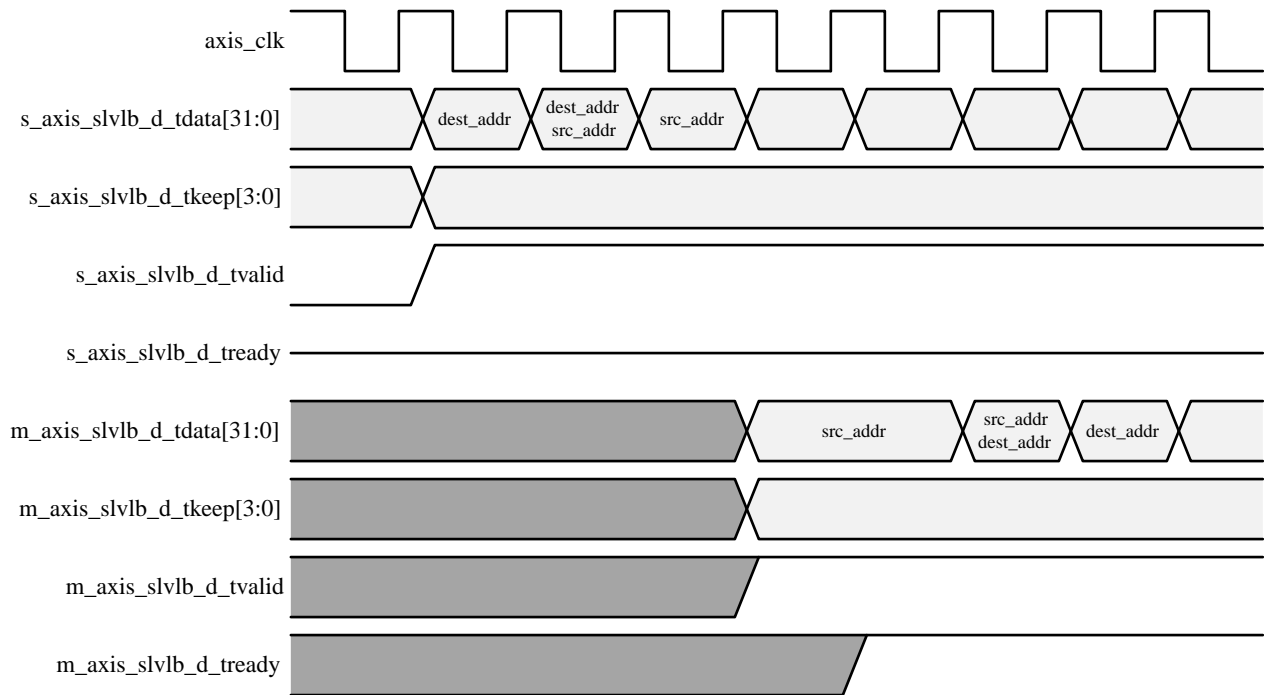 axis_clk
s_axis_slvlb_d_tdata[31:0]
dest_addr
dest_addr
src_addr
src_addr
s_axis_slvlb_d_tkeep[3:0]
s_axis_slvlb_d_tvalid
s_axis_slvlb_d_tready
m_axis_slvlb_d_tdata[31:0]
src_addr
src_addr
dest_addr
dest_addr
m_axis_slvlb_d_tkeep[3:0]
m_axis_slvlb_d_tvalid
m_axis_slvlb_d_tready